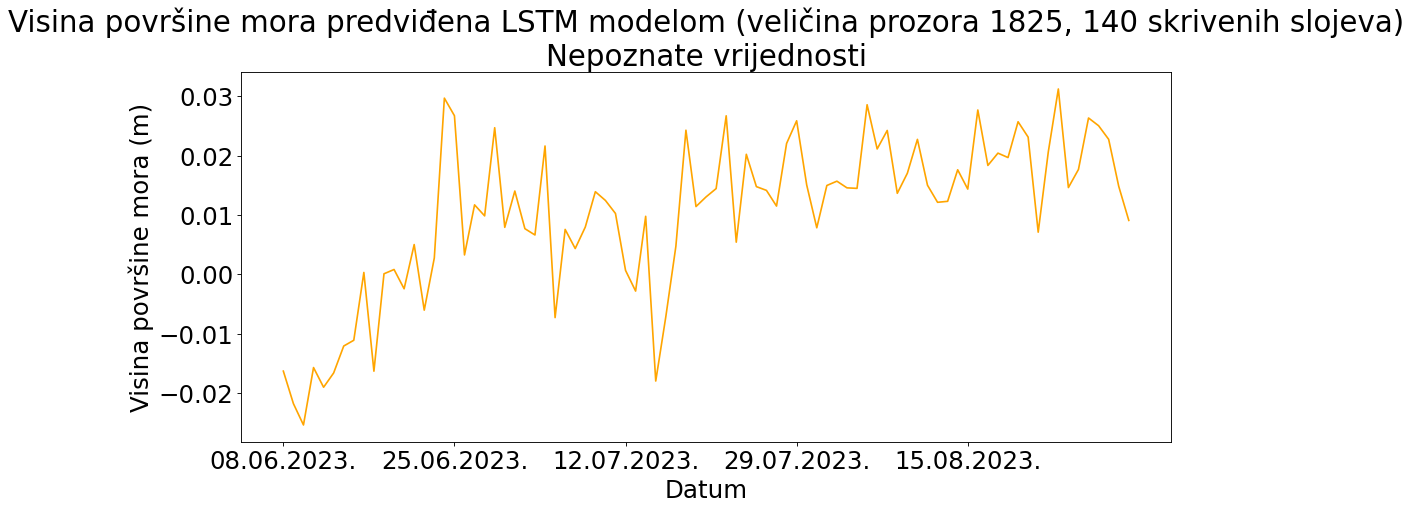 Visina površine mora predviđena LSTM modelom (veličina prozora 1825, 140 skrivenih slojeva)
Nepoznate vrijednosti
Visina površine mora (m)
0.03
0.02
0.01
0.00
−0.01
−0.02
08.06.2023. 25.06.2023. 12.07.2023. 29.07.2023. 15.08.2023.
Datum